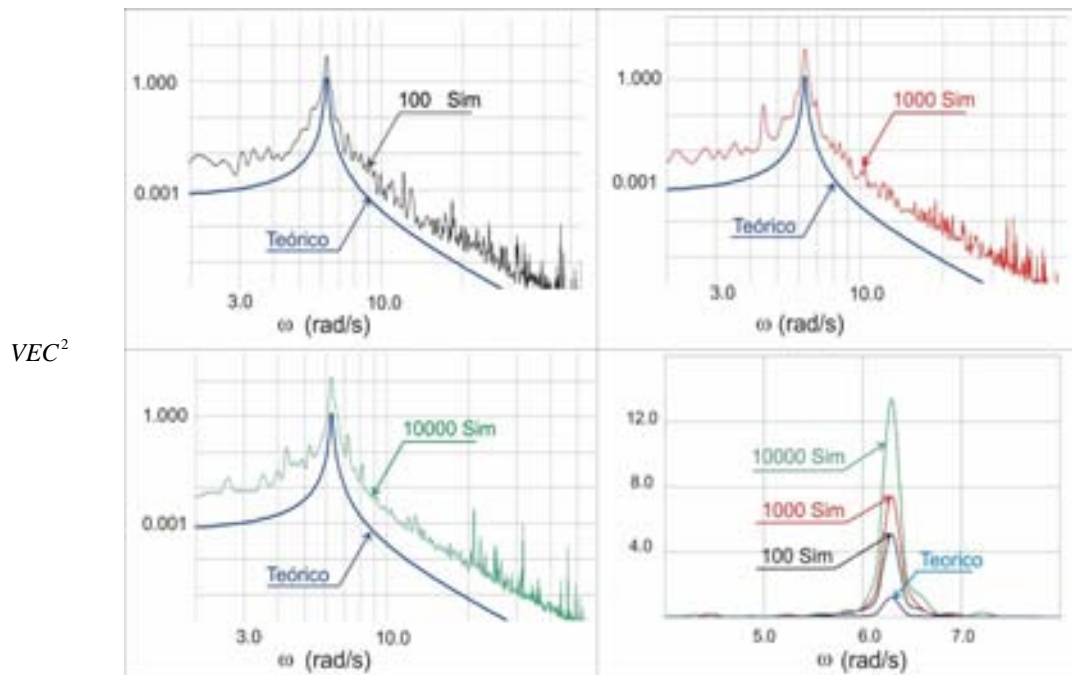 VEC²
1.000
100 Sim
0.001
Teórico
3.0
10.0
ω (rad/s)
1.000
1000 Sim
0.001
Teórico
3.0
10.0
ω (rad/s)
1.000
10000 Sim
0.001
Teórico
3.0
10.0
ω (rad/s)
12.0
10000 Sim
8.0
1000 Sim
100 Sim
4.0
Teorico
5.0
6.0
7.0
ω (rad/s)